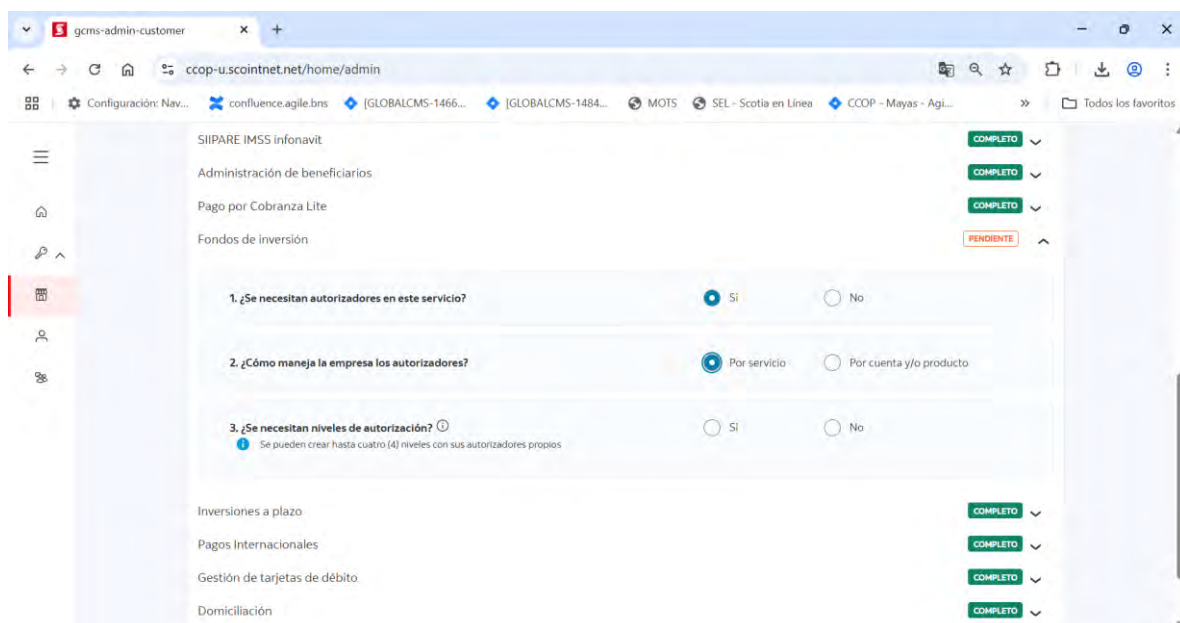 gcms-admin-customer
ccop-u.scointnet.net/home/admin
Configuración: Nav... confluence.agile.bns [GLOBALCMS-1466... [GLOBALCMS-1484... MOTS SEL - Scotia en Línea CCOP - Mayas - Agi... » Todos los favoritos
SIIPARE IMSS infonavit COMPLETO
Administración de beneficiarios COMPLETO
Pago por Cobranza Lite COMPLETO
Fondos de inversión PENDIENTE
1. ¿Se necesitan autorizadores en este servicio? Sí No
2. ¿Cómo maneja la empresa los autorizadores? Por servicio Por cuenta y/o producto
3. ¿Se necesitan niveles de autorización? Sí No
Se pueden crear hasta cuatro (4) niveles con sus autorizadores propios
Inversiones a plazo COMPLETO
Pagos Internacionales COMPLETO
Gestión de tarjetas de débito COMPLETO
Domiciliación COMPLETO